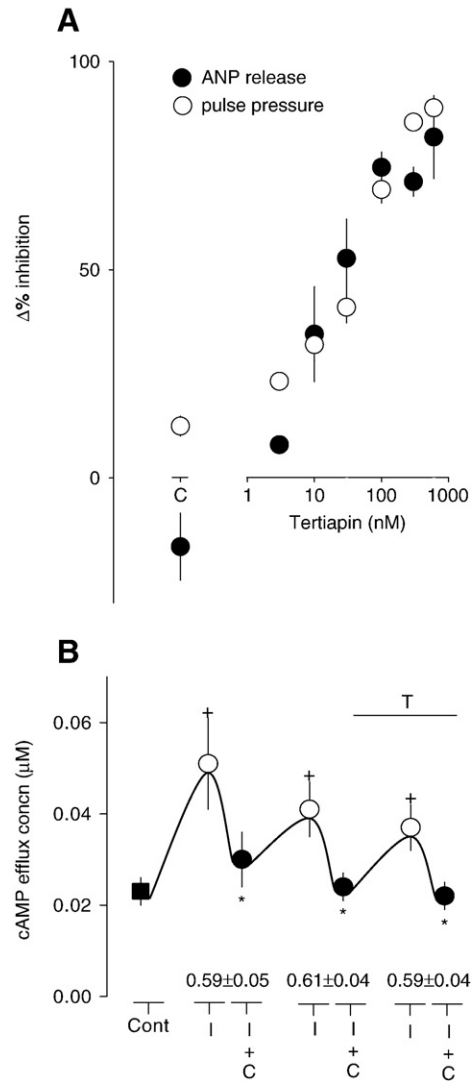 A
100
ANP release
pulse pressure
50
Δ% inhibition
0
C
1 10 100 1000
Tertiapin (nM)
B
T
0.06
+
+
+
0.04
cAMP efflux concn (μM)
0.02
* * *
0.59±0.05 0.61±0.04 0.59±0.04
0.00
Cont I I I I I I
+ + +
C C C